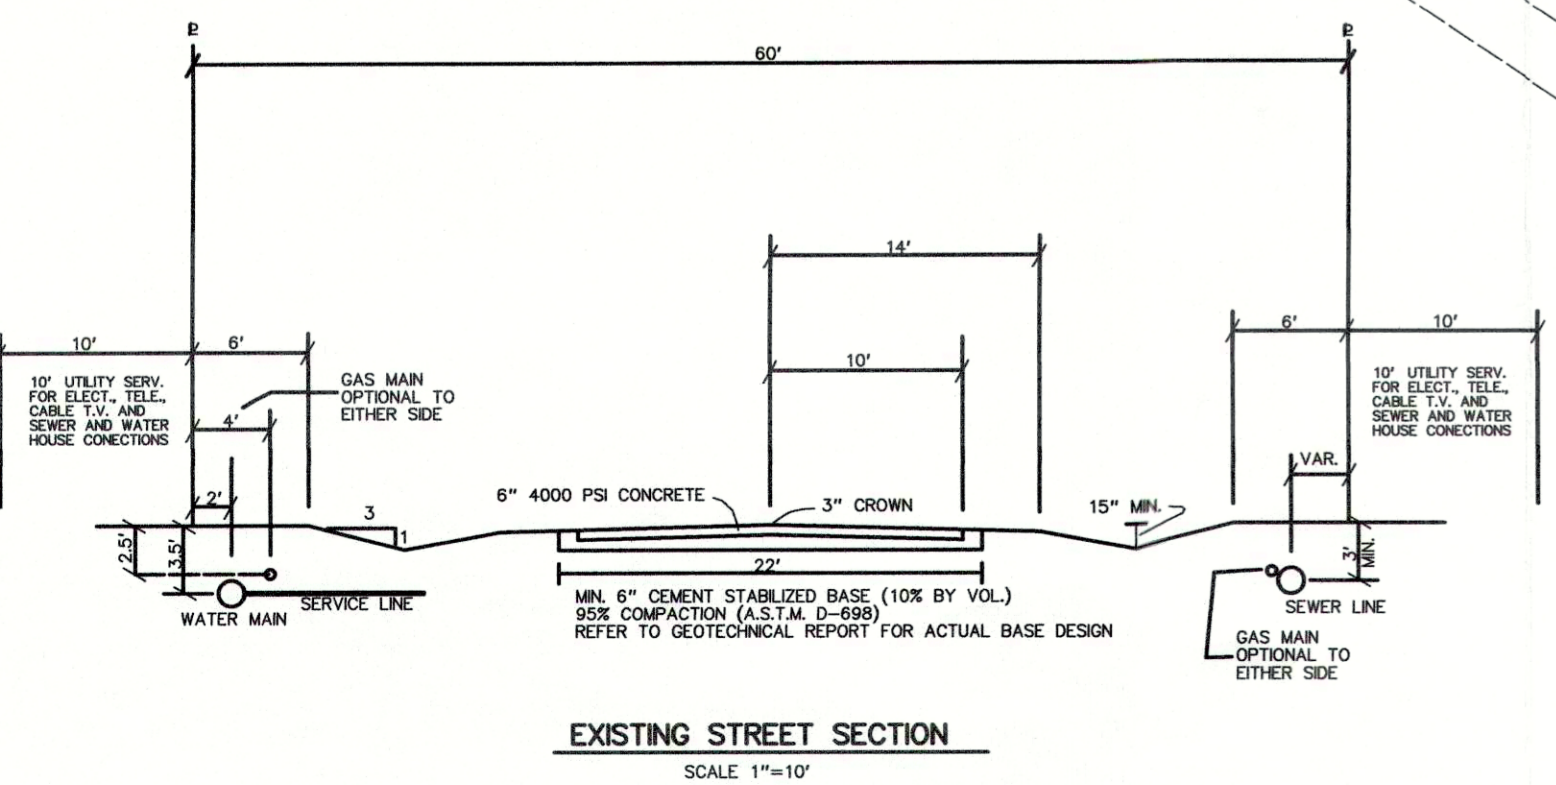 ℄
℄
60'
14'
6'
10'
10'
6'
10'
10' UTILITY SERV.
FOR ELECT., TELE.,
CABLE T.V. AND
SEWER AND WATER
HOUSE CONECTIONS
GAS MAIN
OPTIONAL TO
EITHER SIDE
4'
10' UTILITY SERV.
FOR ELECT., TELE.,
CABLE T.V. AND
SEWER AND WATER
HOUSE CONECTIONS
VAR.
2'
6" 4000 PSI CONCRETE
3" CROWN
15" MIN.
3
1
2.5'
3.5'
3'
MIN.
22'
MIN. 6" CEMENT STABILIZED BASE (10% BY VOL.)
95% COMPACTION (A.S.T.M. D-698)
REFER TO GEOTECHNICAL REPORT FOR ACTUAL BASE DESIGN
SERVICE LINE
WATER MAIN
SEWER LINE
GAS MAIN
OPTIONAL TO
EITHER SIDE
EXISTING STREET SECTION
SCALE 1"=10'